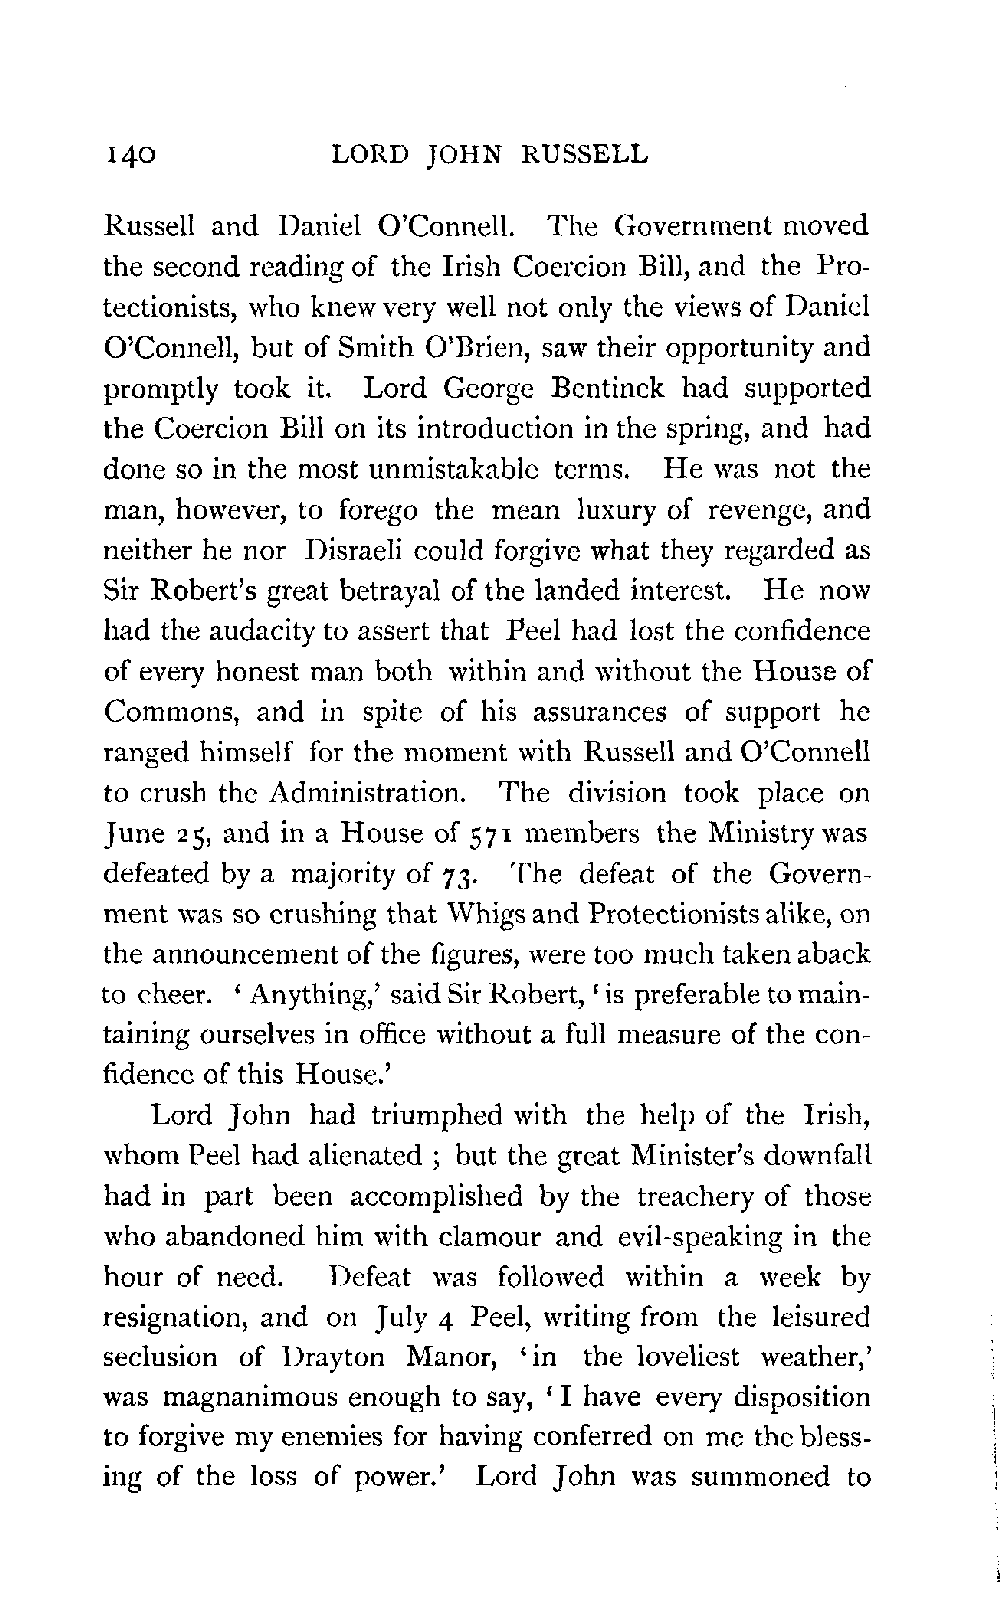 140 LORD JOHN RUSSELL
Russell and Daniel O'Connell. The Government moved
the second reading of the Irish Coercion Bill, and the Pro-
tectionists, who knew very well not only the views of Daniel
O'Connell, but of Smith O'Brien, saw their opportunity and
promptly took it. Lord George Bentinck had supported
the Coercion Bill on its introduction in the spring, and had
done so in the most unmistakable terms. He was not the
man, however, to forego the mean luxury of revenge, and
neither he nor Disraeli could forgive what they regarded as
Sir Robert's great betrayal of the landed interest. He now
had the audacity to assert that Peel had lost the confidence
of every honest man both within and without the House of
Commons, and in spite of his assurances of support he
ranged himself for the moment with Russell and O'Connell
to crush the Administration. The division took place on
June 25, and in a House of 571 members the Ministry was
defeated by a majority of 73. The defeat of the Govern-
ment was so crushing that Whigs and Protectionists alike, on
the announcement of the figures, were too much taken aback
to cheer. ‘ Anything,’ said Sir Robert, ‘ is preferable to main-
taining ourselves in office without a full measure of the con-
fidence of this House.’
Lord John had triumphed with the help of the Irish,
whom Peel had alienated ; but the great Minister's downfall
had in part been accomplished by the treachery of those
who abandoned him with clamour and evil-speaking in the
hour of need. Defeat was followed within a week by
resignation, and on July 4 Peel, writing from the leisured
seclusion of Drayton Manor, ‘ in the loveliest weather,’
was magnanimous enough to say, ‘ I have every disposition
to forgive my enemies for having conferred on me the bless-
ing of the loss of power.’ Lord John was summoned to